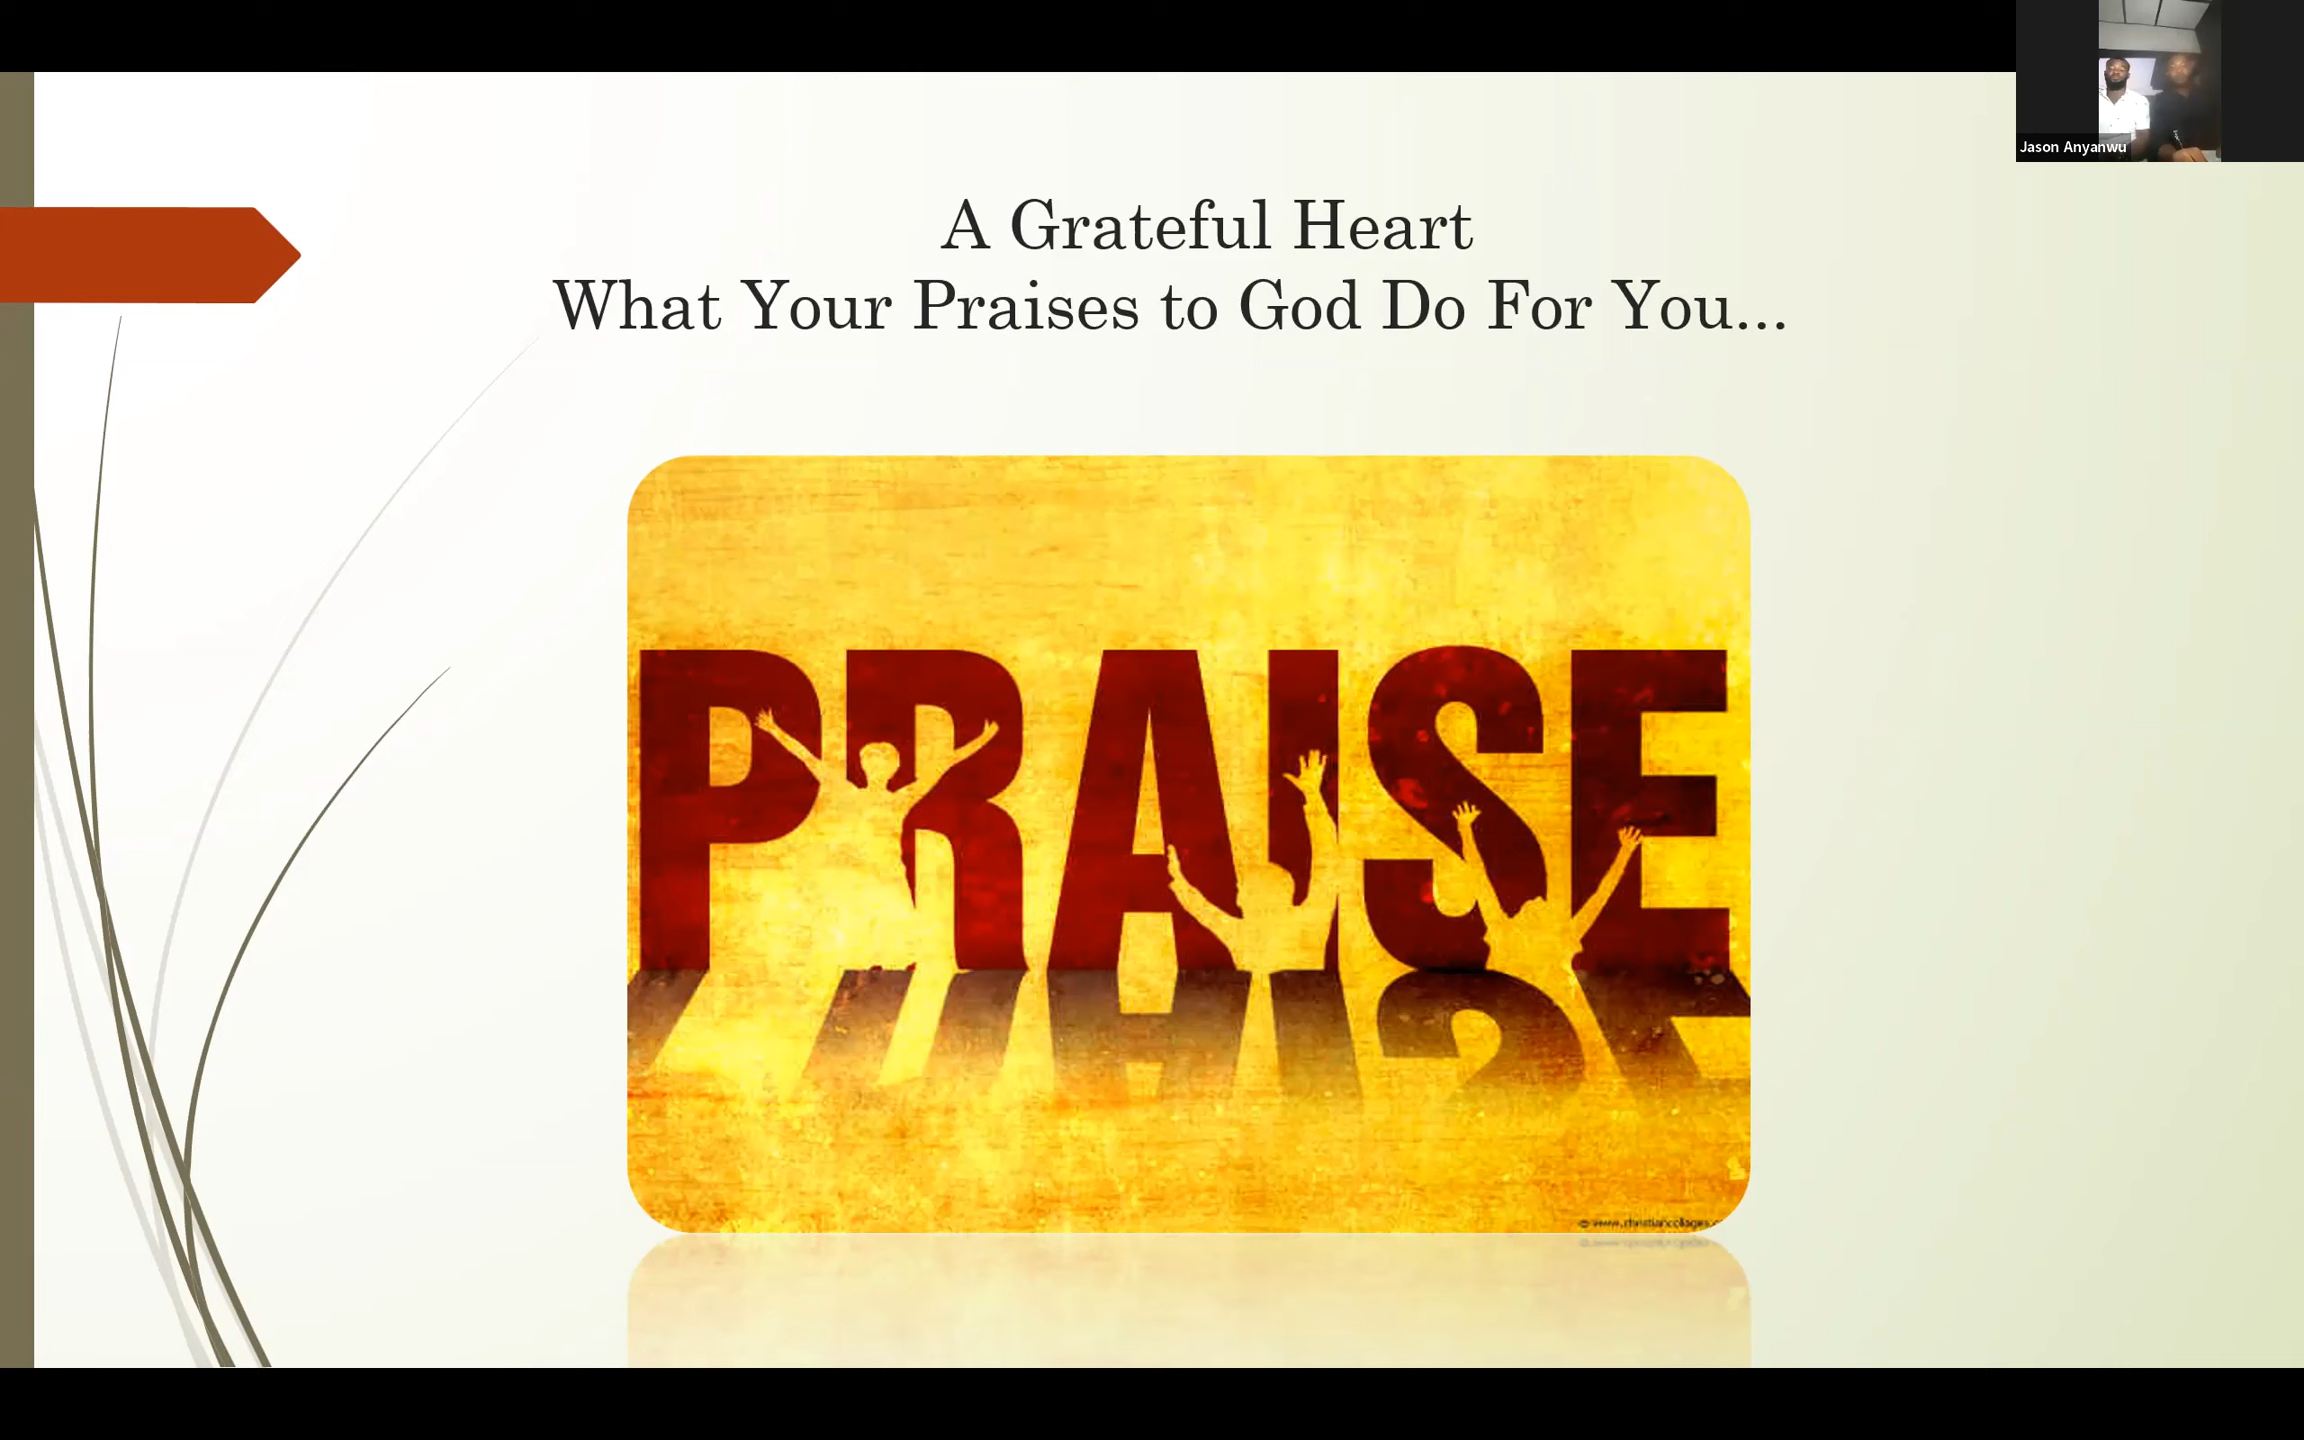 Jason Anyanwu
A Grateful Heart
What Your Praises to God Do For You...
PRAISE